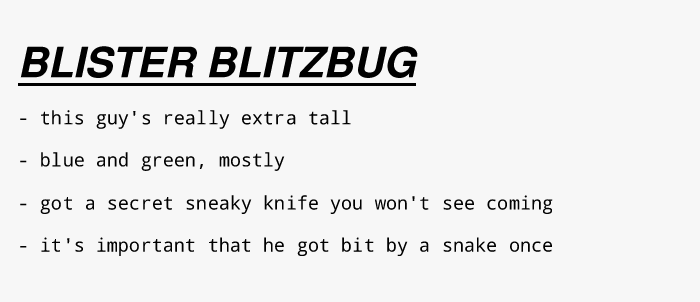 BLISTER BLITZBUG
- this guy's really extra tall
- blue and green, mostly
- got a secret sneaky knife you won't see coming
- it's important that he got bit by a snake once